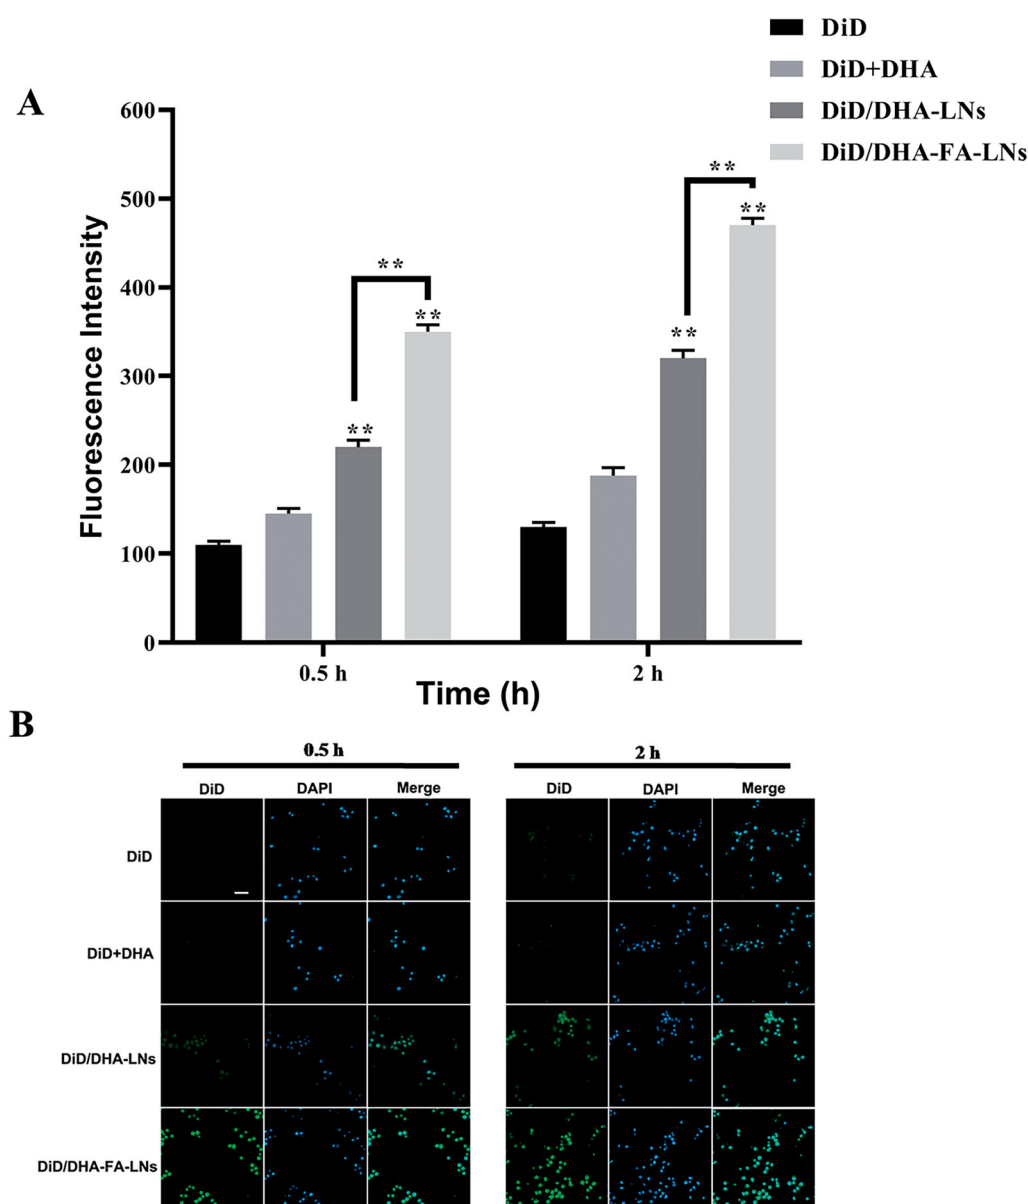 DiD
DiD+DHA
DiD/DHA-LNs
DiD/DHA-FA-LNs
A
600
500
400
300
200
100
0
Fluorescence Intensity
**
**
**
**
**
**
0.5 h
2 h
Time (h)
B
0.5 h
2 h
DiD
DAPI
Merge
DiD
DAPI
Merge
DiD
DiD+DHA
DiD/DHA-LNs
DiD/DHA-FA-LNs